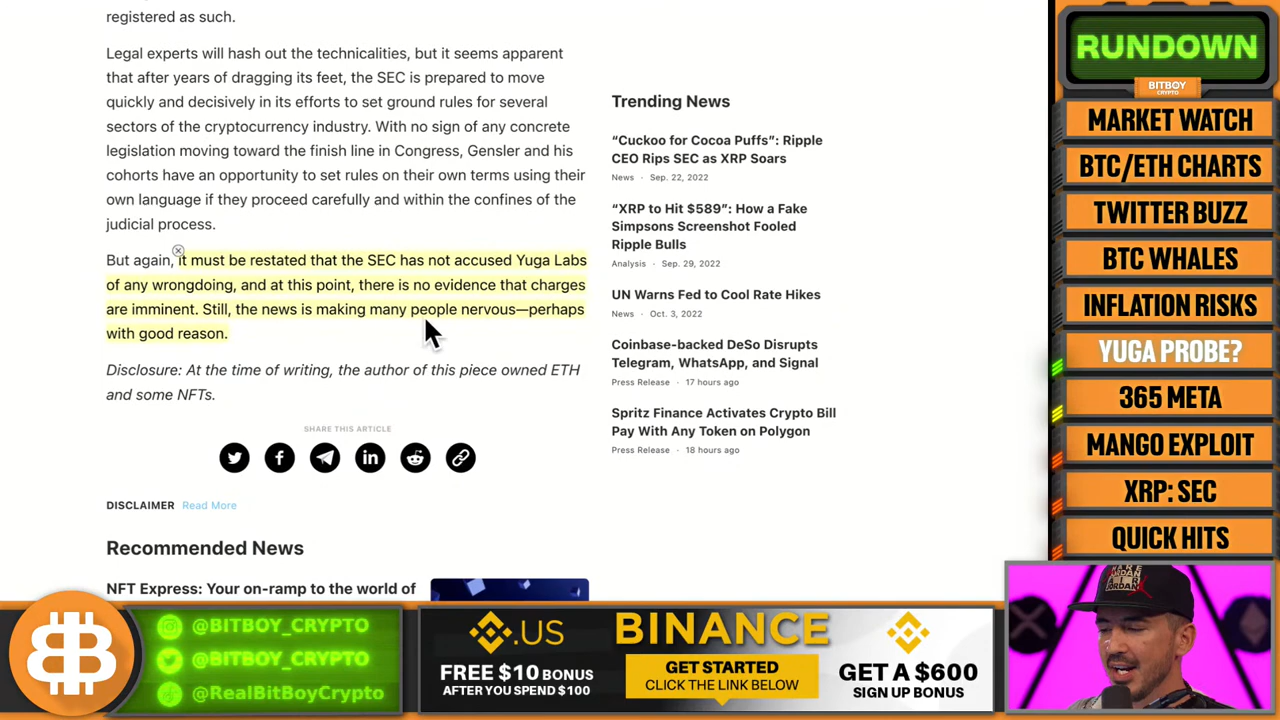 registered as such.
Legal experts will hash out the technicalities, but it seems apparent
that after years of dragging its feet, the SEC is prepared to move
quickly and decisively in its efforts to set ground rules for several
sectors of the cryptocurrency industry. With no sign of any concrete
legislation moving toward the finish line in Congress, Gensler and his
cohorts have an opportunity to set rules on their own terms using their
own language if they proceed carefully and within the confines of the
judicial process.
But again, it must be restated that the SEC has not accused Yuga Labs
of any wrongdoing, and at this point, there is no evidence that charges
are imminent. Still, the news is making many people nervous—perhaps
with good reason.
Disclosure: At the time of writing, the author of this piece owned ETH
and some NFTs.
SHARE THIS ARTICLE
DISCLAIMER Read More
Recommended News
NFT Express: Your on-ramp to the world of
Trending News
“Cuckoo for Cocoa Puffs”: Ripple
CEO Rips SEC as XRP Soars
News · Sep. 22, 2022
“XRP to Hit $589”: How a Fake
Simpsons Screenshot Fooled
Ripple Bulls
Analysis · Sep. 29, 2022
UN Warns Fed to Cool Rate Hikes
News · Oct. 3, 2022
Coinbase-backed DeSo Disrupts
Telegram, WhatsApp, and Signal
Press Release · 17 hours ago
Spritz Finance Activates Crypto Bill
Pay With Any Token on Polygon
Press Release · 18 hours ago
RUNDOWN
BITBOY
CRYPTO
MARKET WATCH
BTC/ETH CHARTS
TWITTER BUZZ
BTC WHALES
INFLATION RISKS
YUGA PROBE?
365 META
MANGO EXPLOIT
XRP: SEC
QUICK HITS
@BITBOY_CRYPTO
@BITBOY_CRYPTO
@RealBitBoyCrypto
.US
FREE $10 BONUS
AFTER YOU SPEND $100
BINANCE
GET STARTED
CLICK THE LINK BELOW
GET A $600
SIGN UP BONUS
JORDAN